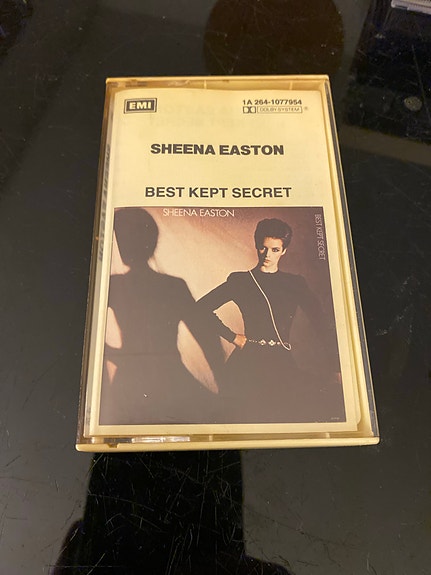 EMI
1A 264-1077954
DOLBY SYSTEM ®
SHEENA EASTON
BEST KEPT SECRET
SHEENA EASTON
BEST KEPT SECRET